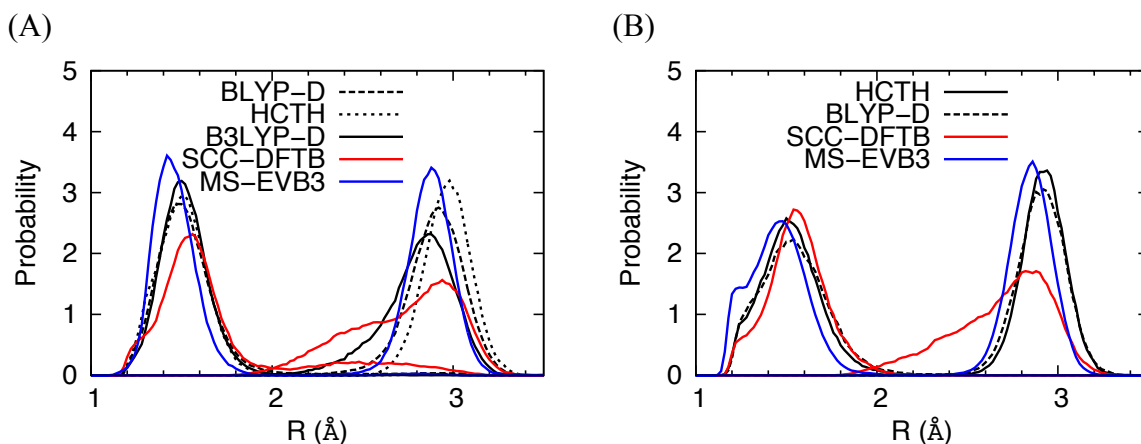 (A)
5
4
3
2
1
0
Probability
BLYP−D
HCTH
B3LYP−D
SCC−DFTB
MS−EVB3
1
2
3
R (Å)
(B)
5
4
3
2
1
0
Probability
HCTH
BLYP−D
SCC−DFTB
MS−EVB3
1
2
3
R (Å)